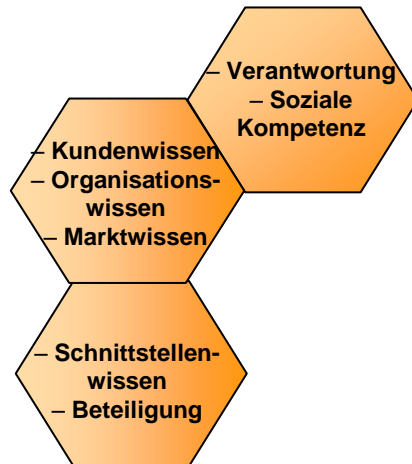 – Verantwortung
– Soziale
Kompetenz
– Kundenwissen
– Organisations-
wissen
– Marktwissen
– Schnittstellen-
wissen
– Beteiligung